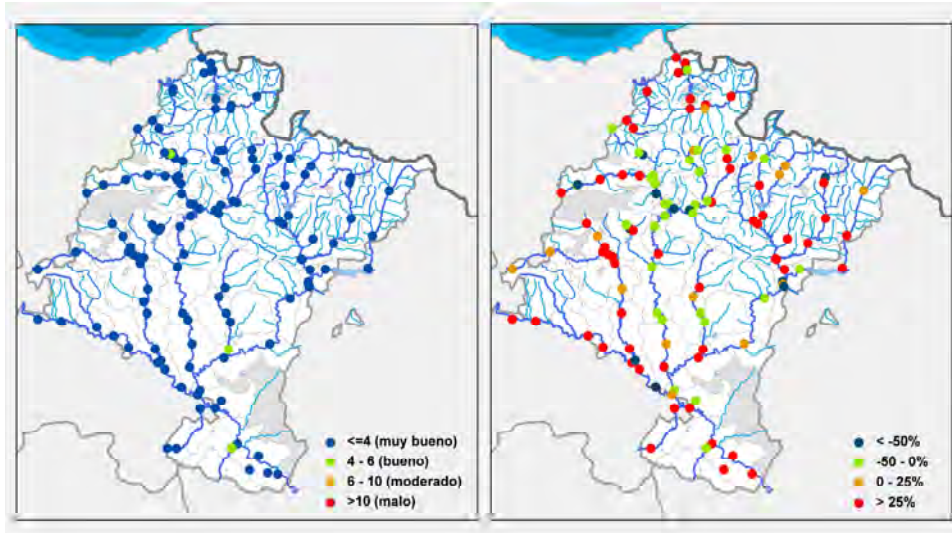 <=4 (muy bueno)
4 - 6 (bueno)
6 - 10 (moderado)
>10 (malo)
< -50%
-50 - 0%
0 - 25%
> 25%